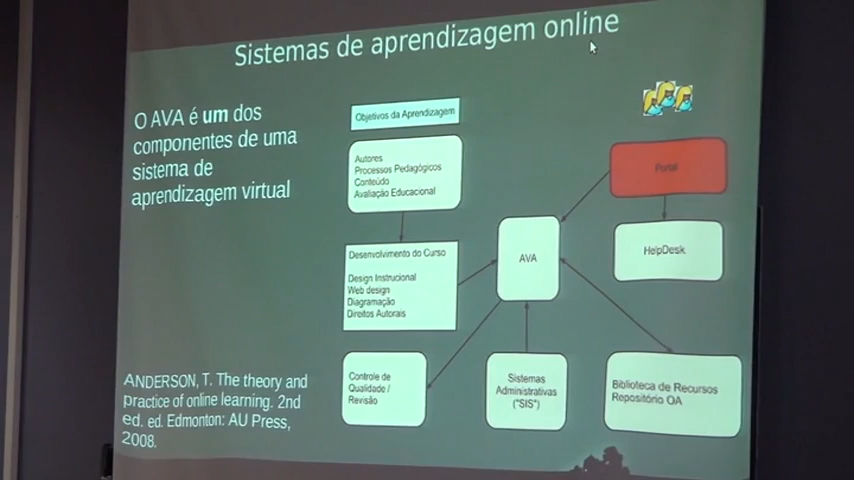 Sistemas de aprendizagem online
O AVA é um dos
componentes de uma
sistema de
aprendizagem virtual
Objetivos da Aprendizagem
Autores
Processos Pedagógicos
Conteúdo
Avaliação Educacional
Portal
Desenvolvimento do Curso
Design Instrucional
Web design
Diagramação
Direitos Autorais
AVA
HelpDesk
Controle de
Qualidade /
Revisão
Sistemas
Administrativas
("SIS")
Biblioteca de Recursos
Repositório OA
ANDERSON, T. The theory and
practice of online learning. 2nd
ed. ed. Edmonton: AU Press,
2008.